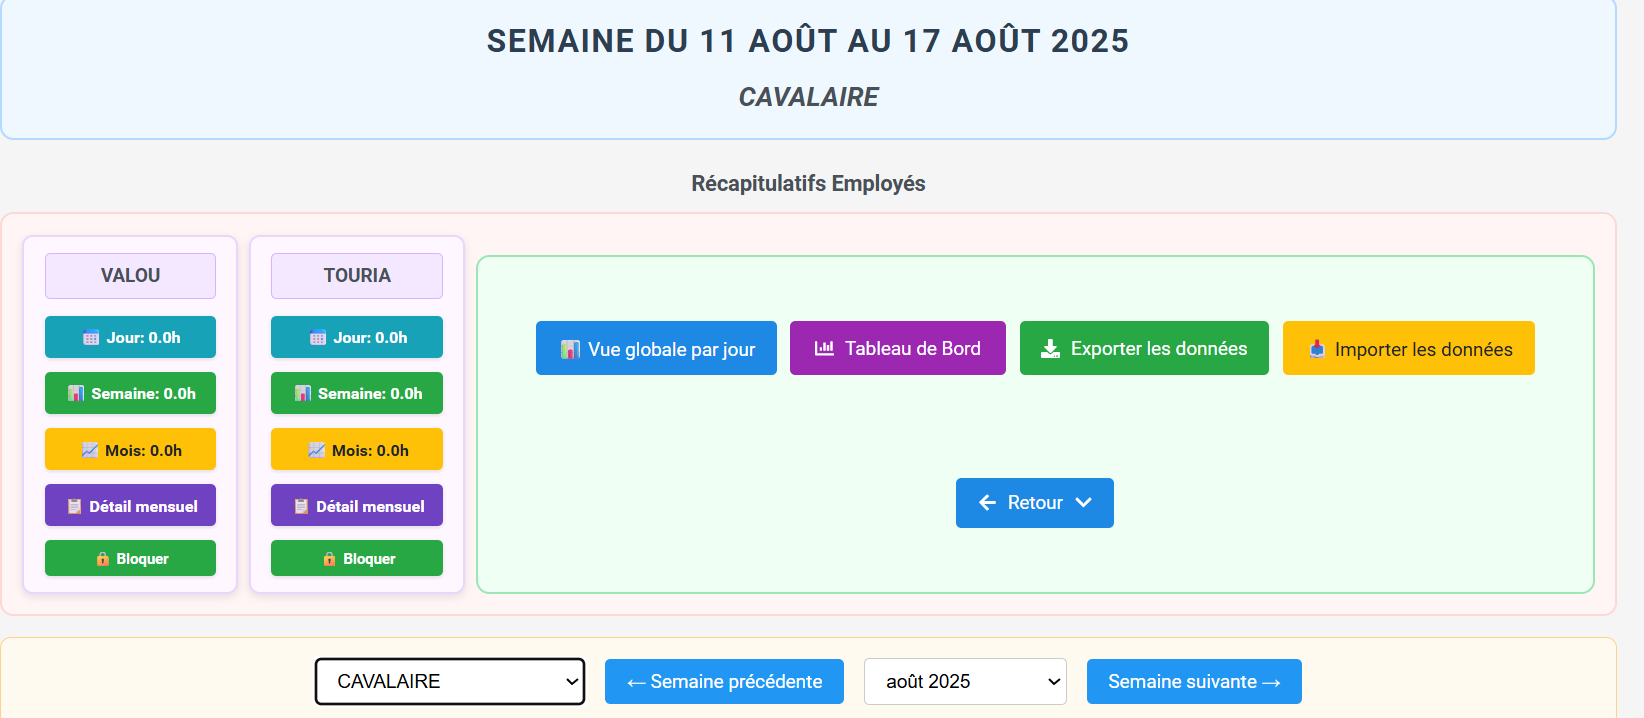 SEMAINE DU 11 AOÛT AU 17 AOÛT 2025
CAVALAIRE
Récapitulatifs Employés
VALOU
Jour: 0.0h
Semaine: 0.0h
Mois: 0.0h
Détail mensuel
Bloquer
TOURIA
Jour: 0.0h
Semaine: 0.0h
Mois: 0.0h
Détail mensuel
Bloquer
Vue globale par jour
Tableau de Bord
Exporter les données
Importer les données
Retour
CAVALAIRE
← Semaine précédente
août 2025
Semaine suivante →